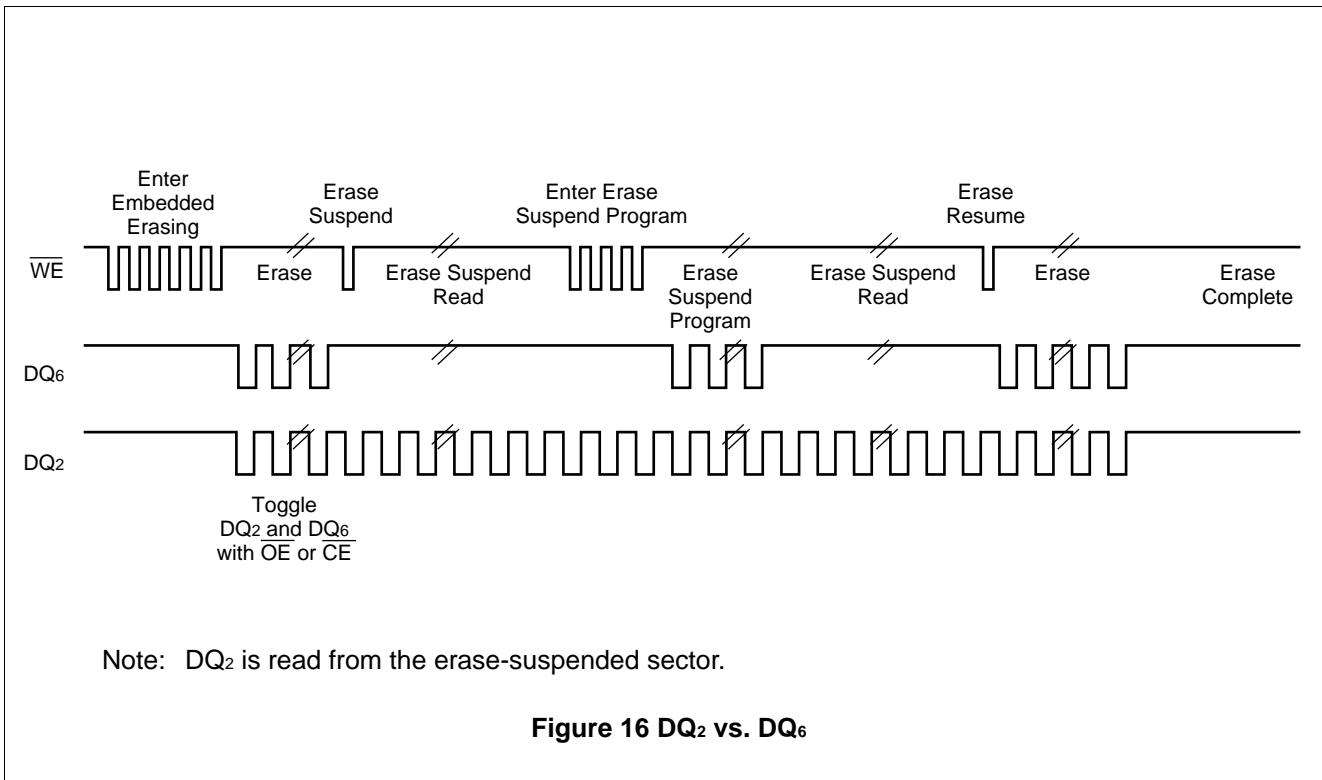 Enter
Embedded
Erasing
Erase
Suspend
Enter Erase
Suspend Program
Erase
Resume
WE
Erase
Erase Suspend
Read
Erase
Suspend
Program
Erase Suspend
Read
Erase
Erase
Complete
DQ6
DQ2
Toggle
DQ2 and DQ6
with OE or CE
Note: DQ2 is read from the erase-suspended sector.
Figure 16 DQ2 vs. DQ6